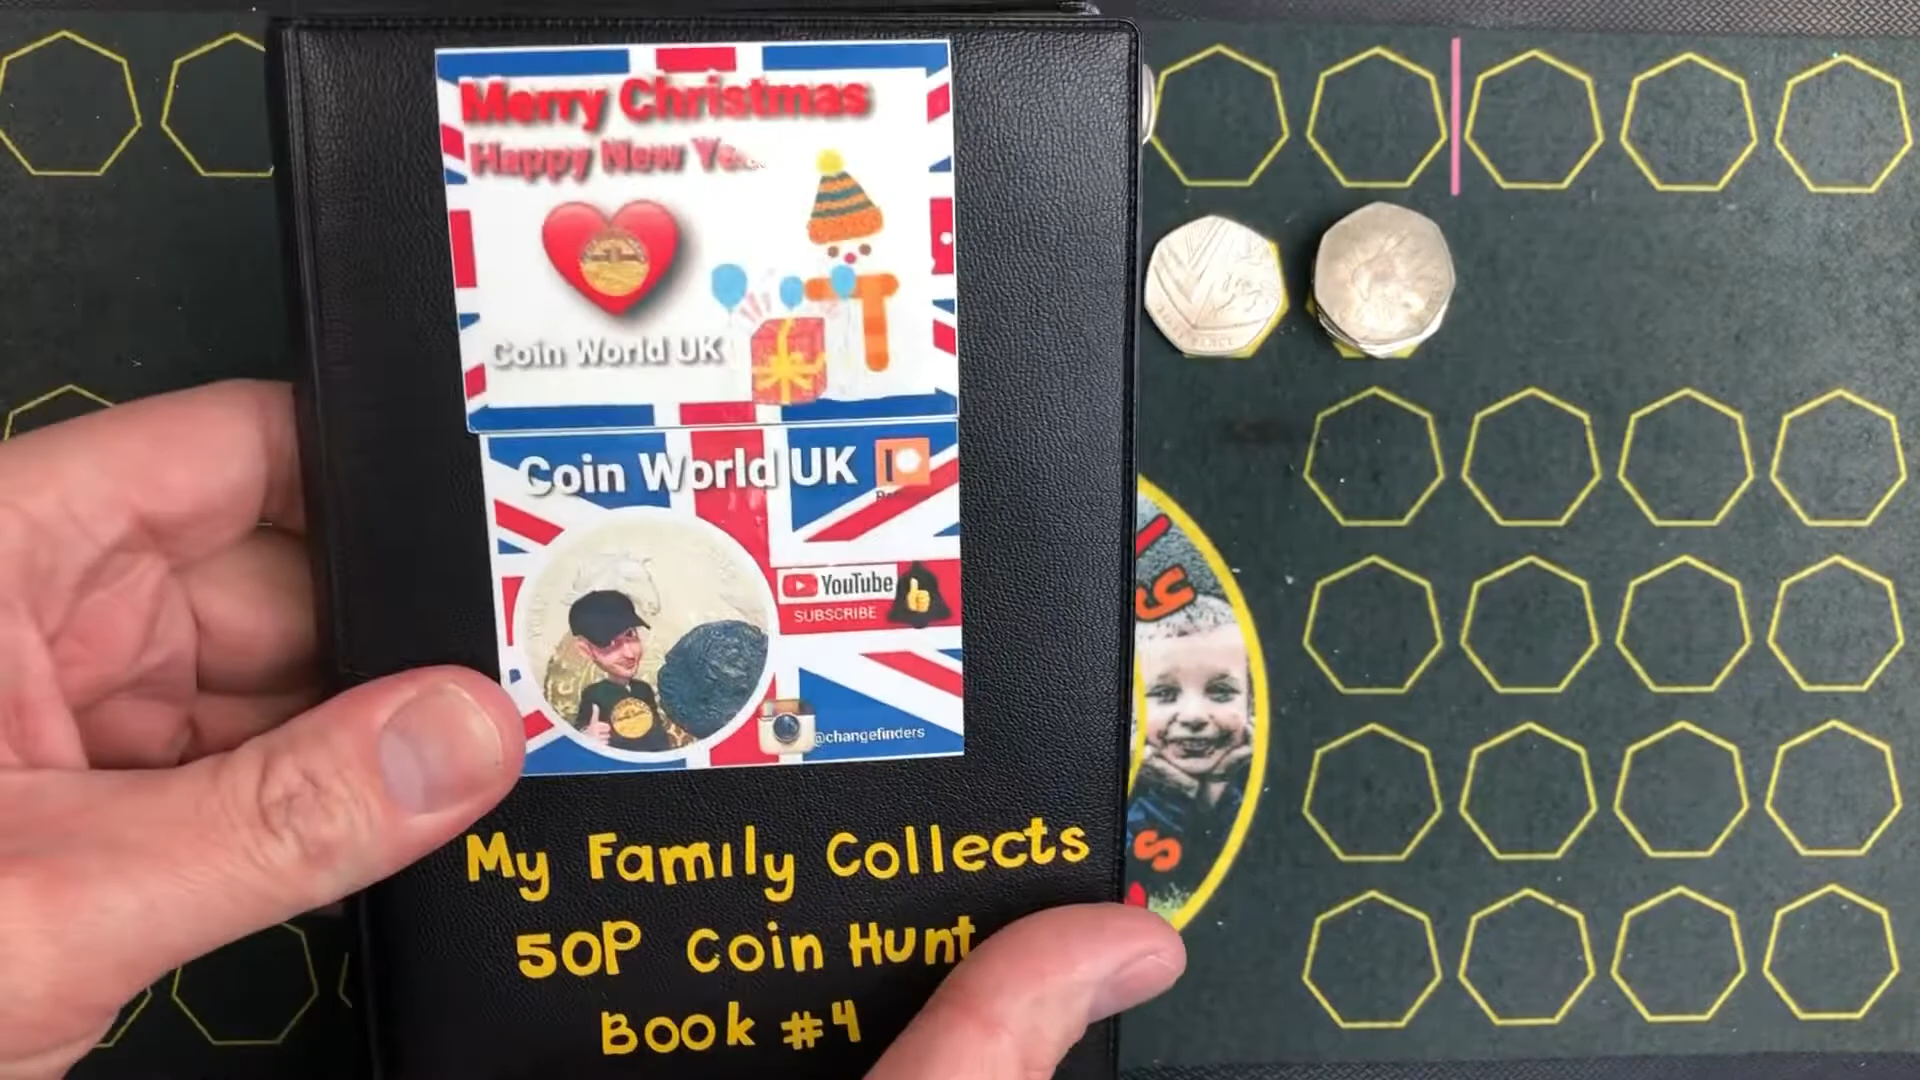 Merry Christmas
Happy New
Coin World UK
Coin World UK
YouTube
SUBSCRIBE
@changefinders
My Family Collects
50P Coin Hunt
Book #4